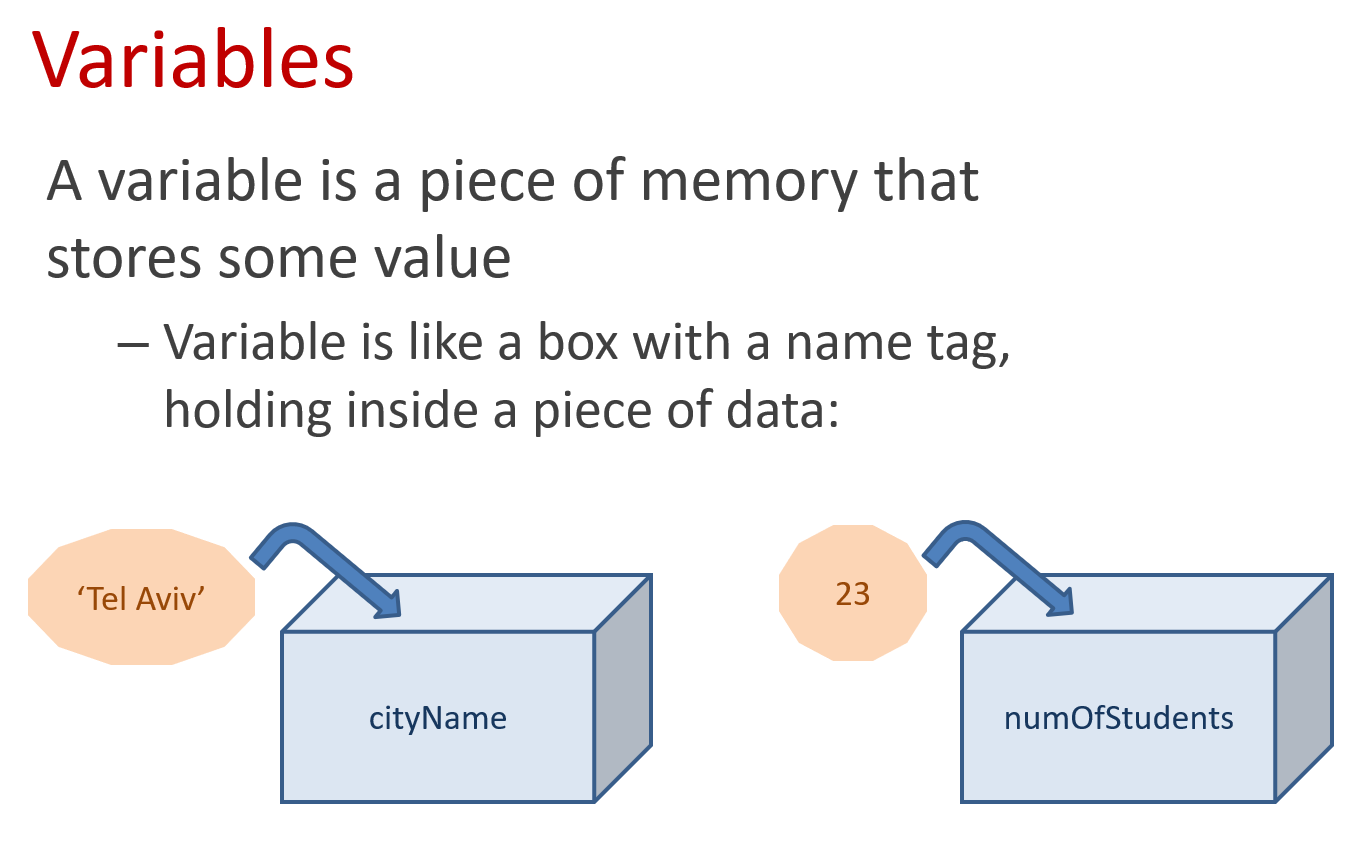 Variables
A variable is a piece of memory that
stores some value
– Variable is like a box with a name tag,
holding inside a piece of data:
‘Tel Aviv’
cityName
23
numOfStudents